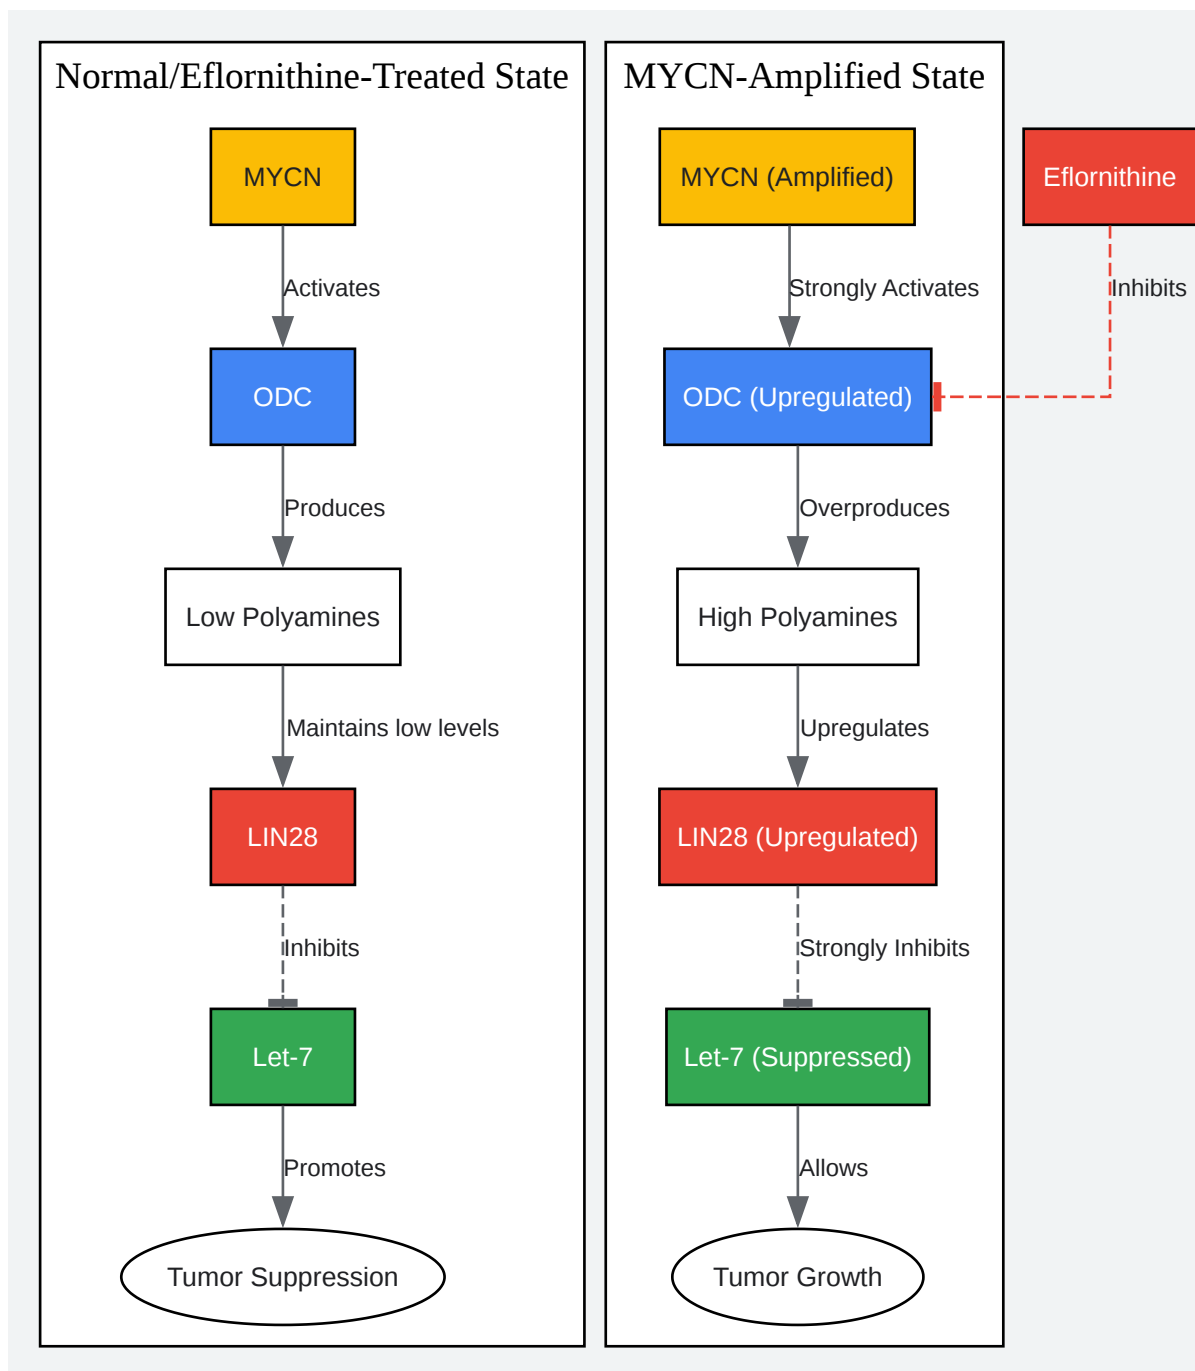 Normal/Eflornithine-Treated State
MYCN
Activates
ODC
Produces
Low Polyamines
Maintains low levels
LIN28
Inhibits
Let-7
Promotes
Tumor Suppression
MYCN-Amplified State
MYCN (Amplified)
Strongly Activates
ODC (Upregulated)
Overproduces
High Polyamines
Upregulates
LIN28 (Upregulated)
Strongly Inhibits
Let-7 (Suppressed)
Allows
Tumor Growth
Eflornithine
Inhibits